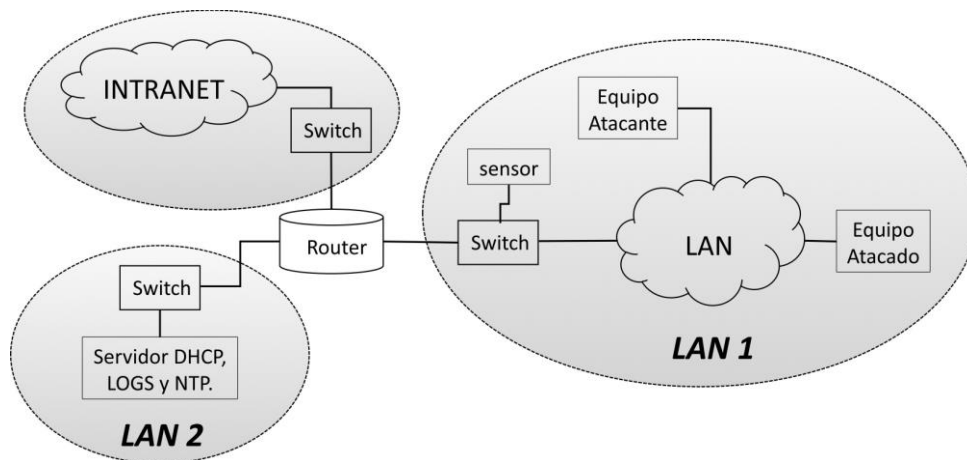 INTRANET
Switch
Equipo
Atacante
sensor
Switch
Router
LAN
Equipo
Atacado
LAN 1
Switch
Servidor DHCP,
LOGS y NTP.
LAN 2